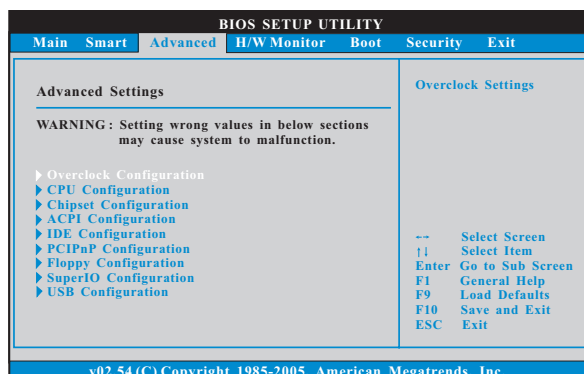 BIOS SETUP UTILITY
Main Smart Advanced H/W Monitor Boot Security Exit
Advanced Settings
WARNING : Setting wrong values in below sections
may cause system to malfunction.
Overclock Configuration
CPU Configuration
Chipset Configuration
ACPI Configuration
IDE Configuration
PCIPnP Configuration
Floppy Configuration
SuperIO Configuration
USB Configuration
Overclock Settings
←→ Select Screen
↑↓ Select Item
Enter Go to Sub Screen
F1 General Help
F9 Load Defaults
F10 Save and Exit
ESC Exit
v02.54 (C) Copyright 1985-2005, American Megatrends, Inc.